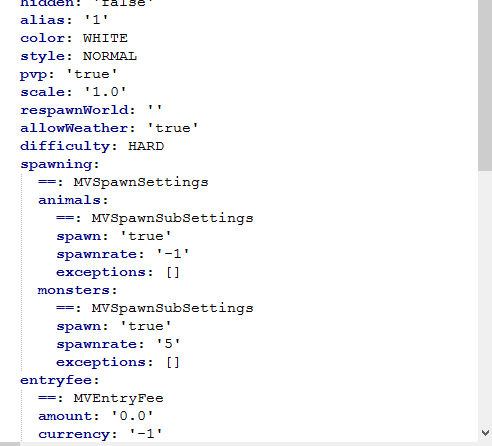 hidden: 'false'
alias: '1'
color: WHITE
style: NORMAL
pvp: 'true'
scale: '1.0'
respawnWorld: ''
allowWeather: 'true'
difficulty: HARD
spawning:
  ==: MVSpawnSettings
  animals:
    ==: MVSpawnSubSettings
    spawn: 'true'
    spawnrate: '-1'
    exceptions: []
  monsters:
    ==: MVSpawnSubSettings
    spawn: 'true'
    spawnrate: '5'
    exceptions: []
entryfee:
  ==: MVEntryFee
  amount: '0.0'
  currency: '-1'